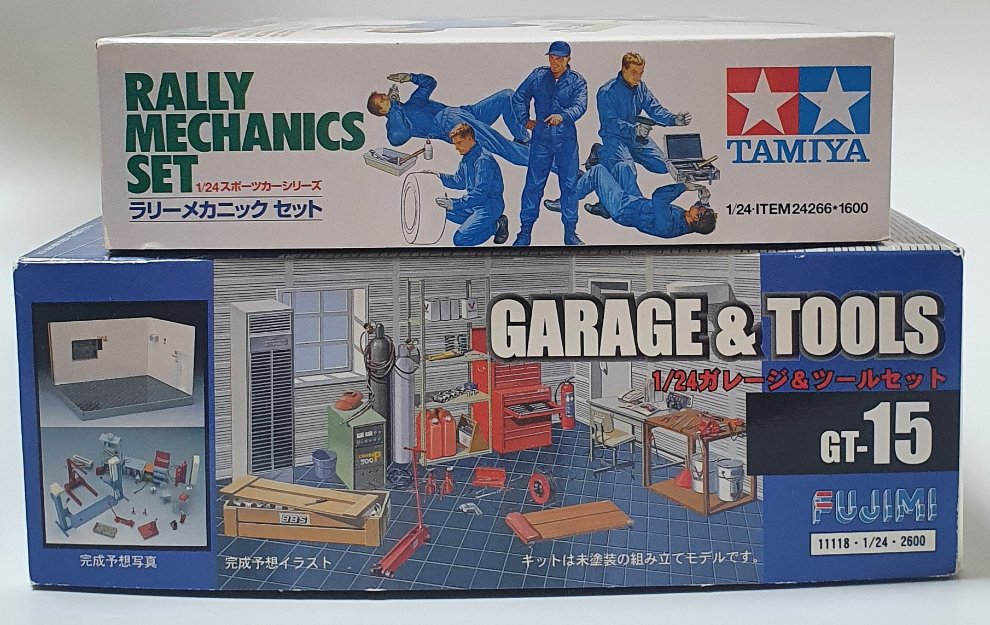 RALLY
MECHANICS
SET
1/24スポーツカーシリーズ
ラリーメカニック セット
TAMIYA
1/24·ITEM 24266★1600
GARAGE & TOOLS
1/24ガレージ&ツールセット
GT-15
FUJIMI
11118・1/24・2600
完成予想写真
完成予想イラスト
キットは未塗装の組み立てモデルです。